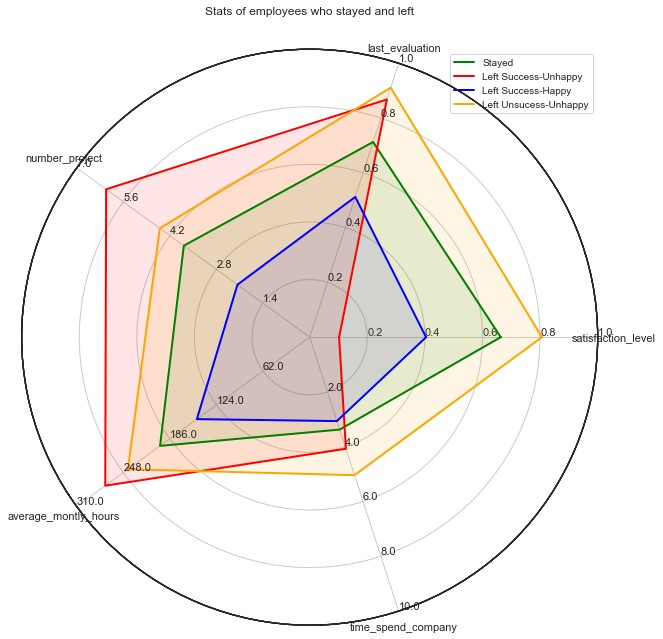 Stats of employees who stayed and left
last_evaluation
1.0
Stayed
Left Success-Unhappy
Left Success-Happy
Left Unsucess-Unhappy
0.8
number_project
.0
0.6
5.6
4.2
0.4
2.8
0.2
1.4
0.2
0.4
0.6
0.8
1.0
satisfaction_level
62.0
2.0
124.0
186.0
4.0
248.0
310.0
6.0
average_montly_hours
8.0
10.0
time_spend_company